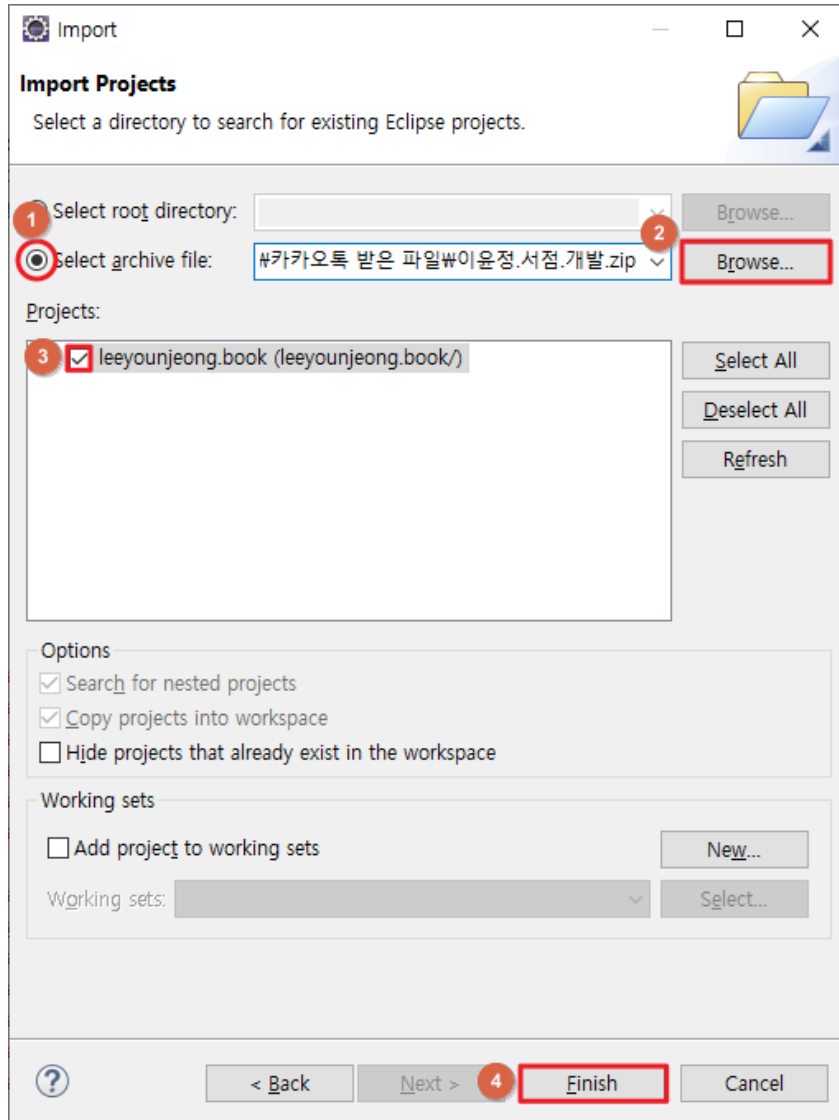 Import
Import Projects
Select a directory to search for existing Eclipse projects.
1
Select root directory:
Browse...
2
Select archive file:
₩카카오톡 받은 파일₩이윤정.서점.개발.zip
Browse...
Projects:
3
leeyounjeong.book (leeyounjeong.book/)
Select All
Deselect All
Refresh
Options
Search for nested projects
Copy projects into workspace
Hide projects that already exist in the workspace
Working sets
Add project to working sets
New...
Working sets:
Select...
?
< Back
Next >
4
Finish
Cancel